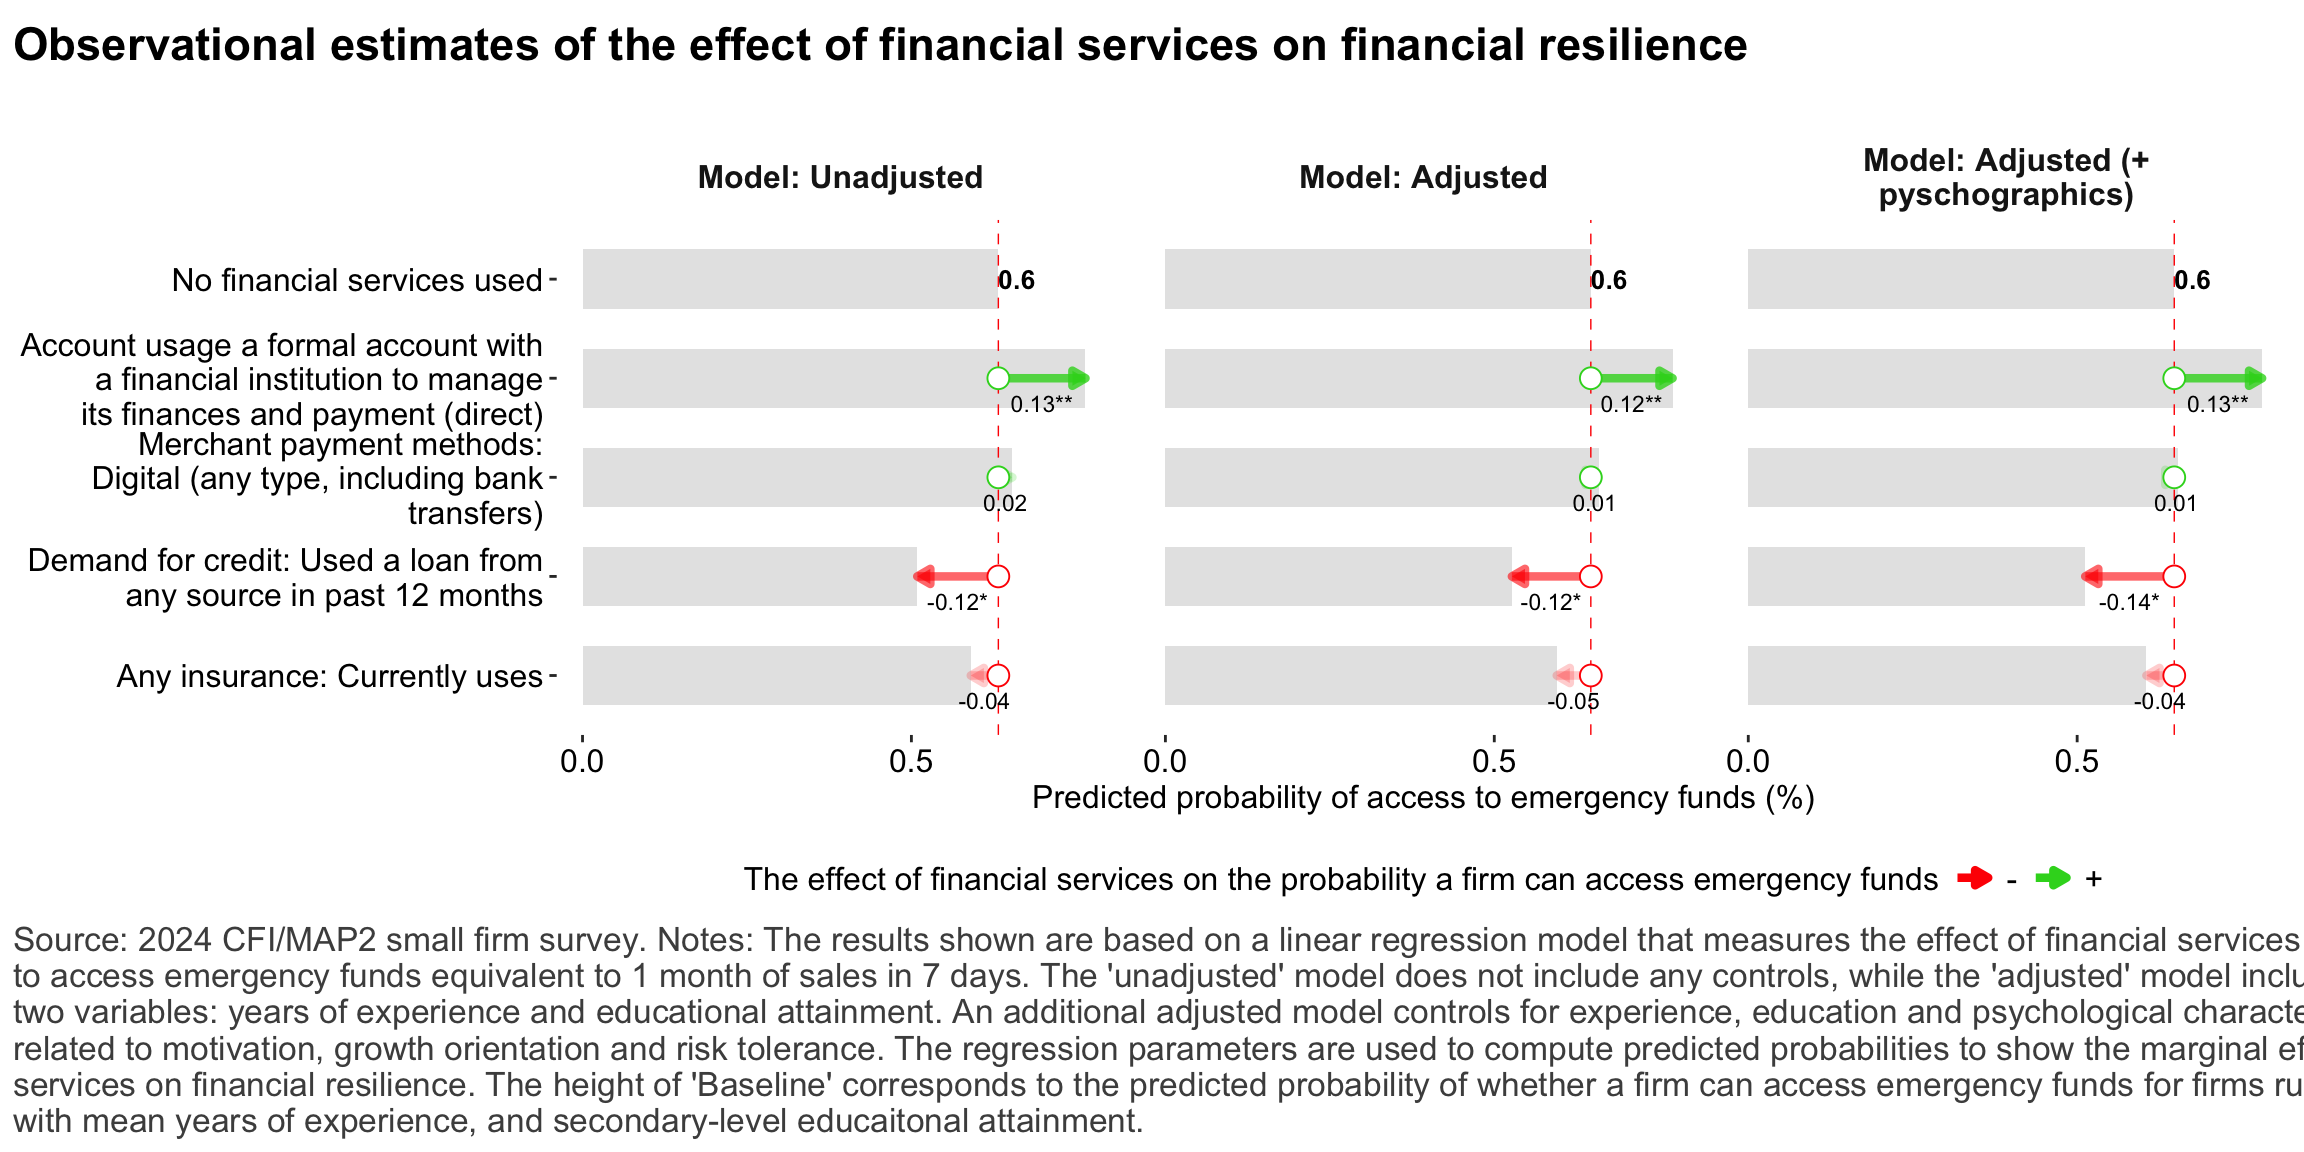 Observational estimates of the effect of financial services on financial resilience
Model: Unadjusted
Model: Adjusted
Model: Adjusted (+
pyschographics)
No financial services used
0.6
0.6
0.6
Account usage a formal account with
a financial institution to manage
its finances and payment (direct)
0.13**
0.12**
0.13**
Merchant payment methods:
Digital (any type, including bank
transfers)
0.02
0.01
0.01
Demand for credit: Used a loan from
any source in past 12 months
-0.12*
-0.12*
-0.14*
Any insurance: Currently uses
-0.04
-0.05
-0.04
0.0 0.5
0.0 0.5
0.0 0.5
Predicted probability of access to emergency funds (%)
The effect of financial services on the probability a firm can access emergency funds - +
Source: 2024 CFI/MAP2 small firm survey. Notes: The results shown are based on a linear regression model that measures the effect of financial services
to access emergency funds equivalent to 1 month of sales in 7 days. The 'unadjusted' model does not include any controls, while the 'adjusted' model inclu
two variables: years of experience and educational attainment. An additional adjusted model controls for experience, education and psychological characte
related to motivation, growth orientation and risk tolerance. The regression parameters are used to compute predicted probabilities to show the marginal ef
services on financial resilience. The height of 'Baseline' corresponds to the predicted probability of whether a firm can access emergency funds for firms ru
with mean years of experience, and secondary-level educaitonal attainment.